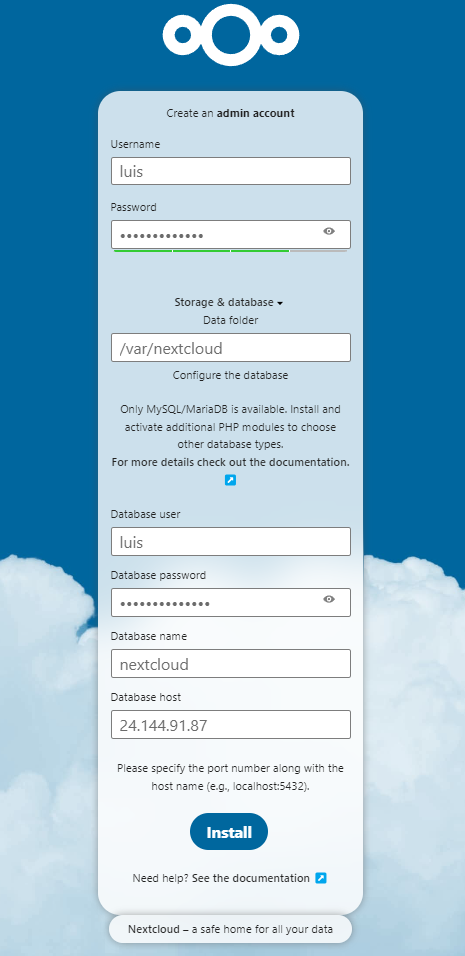 Create an admin account
Username
luis
Password
•••••••••••••
Storage & database
Data folder
/var/nextcloud
Configure the database
Only MySQL/MariaDB is available. Install and
activate additional PHP modules to choose
other database types.
For more details check out the documentation.
Database user
luis
Database password
••••••••••••••
Database name
nextcloud
Database host
24.144.91.87
Please specify the port number along with the
host name (e.g., localhost:5432).
Install
Need help? See the documentation
Nextcloud – a safe home for all your data